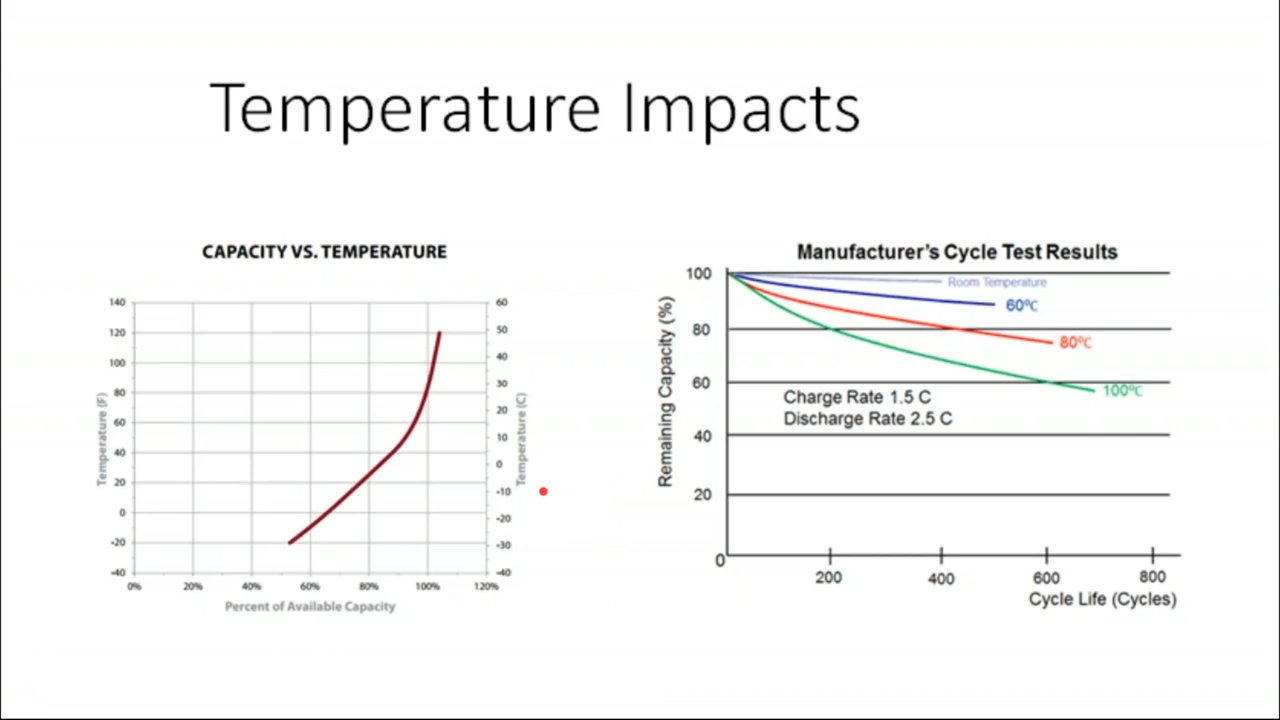 Temperature Impacts
CAPACITY VS. TEMPERATURE
140
120
100
80
60
40
20
0
-20
-40
Temperature (F)
60
50
40
30
20
10
0
-10
-20
-30
-40
Temperature (C)
0% 20% 40% 60% 80% 100% 120%
Percent of Available Capacity
Manufacturer's Cycle Test Results
100
80
60
40
20
0
Remaining Capacity (%)
Room Temperature
60ºC
80ºC
100ºC
Charge Rate 1.5 C
Discharge Rate 2.5 C
200 400 600 800
Cycle Life (Cycles)